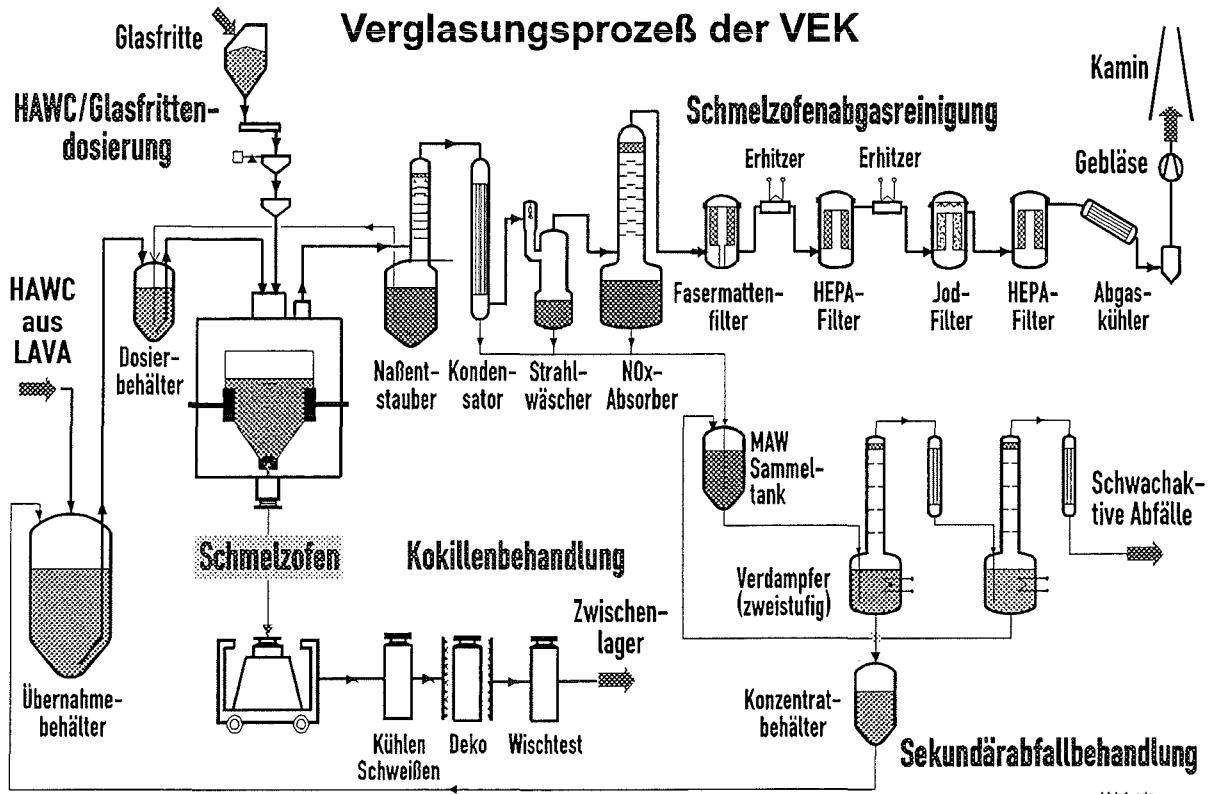 Verglasungsprozeß der VEK
Glasfritte
HAWC/Glasfritten-
dosierung
HAWC
aus
LAVA
Dosier-
behälter
Übernahme-
behälter
Schmelzofen
Schmelzofenabgasreinigung
Naßent-
stauber
Konden-
sator
Strahl-
wäscher
NOx-
Absorber
Fasermatten-
filter
Erhitzer
HEPA-
Filter
Erhitzer
Jod-
Filter
HEPA-
Filter
Abgas-
kühler
Gebläse
Kamin
MAW
Sammel-
tank
Verdampfer
(zweistufig)
Schwachak-
tive Abfälle
Konzentrat-
behälter
Sekundärabfallbehandlung
Kokillenbehandlung
Kühlen
Schweißen
Deko
Wischtest
Zwischen-
lager